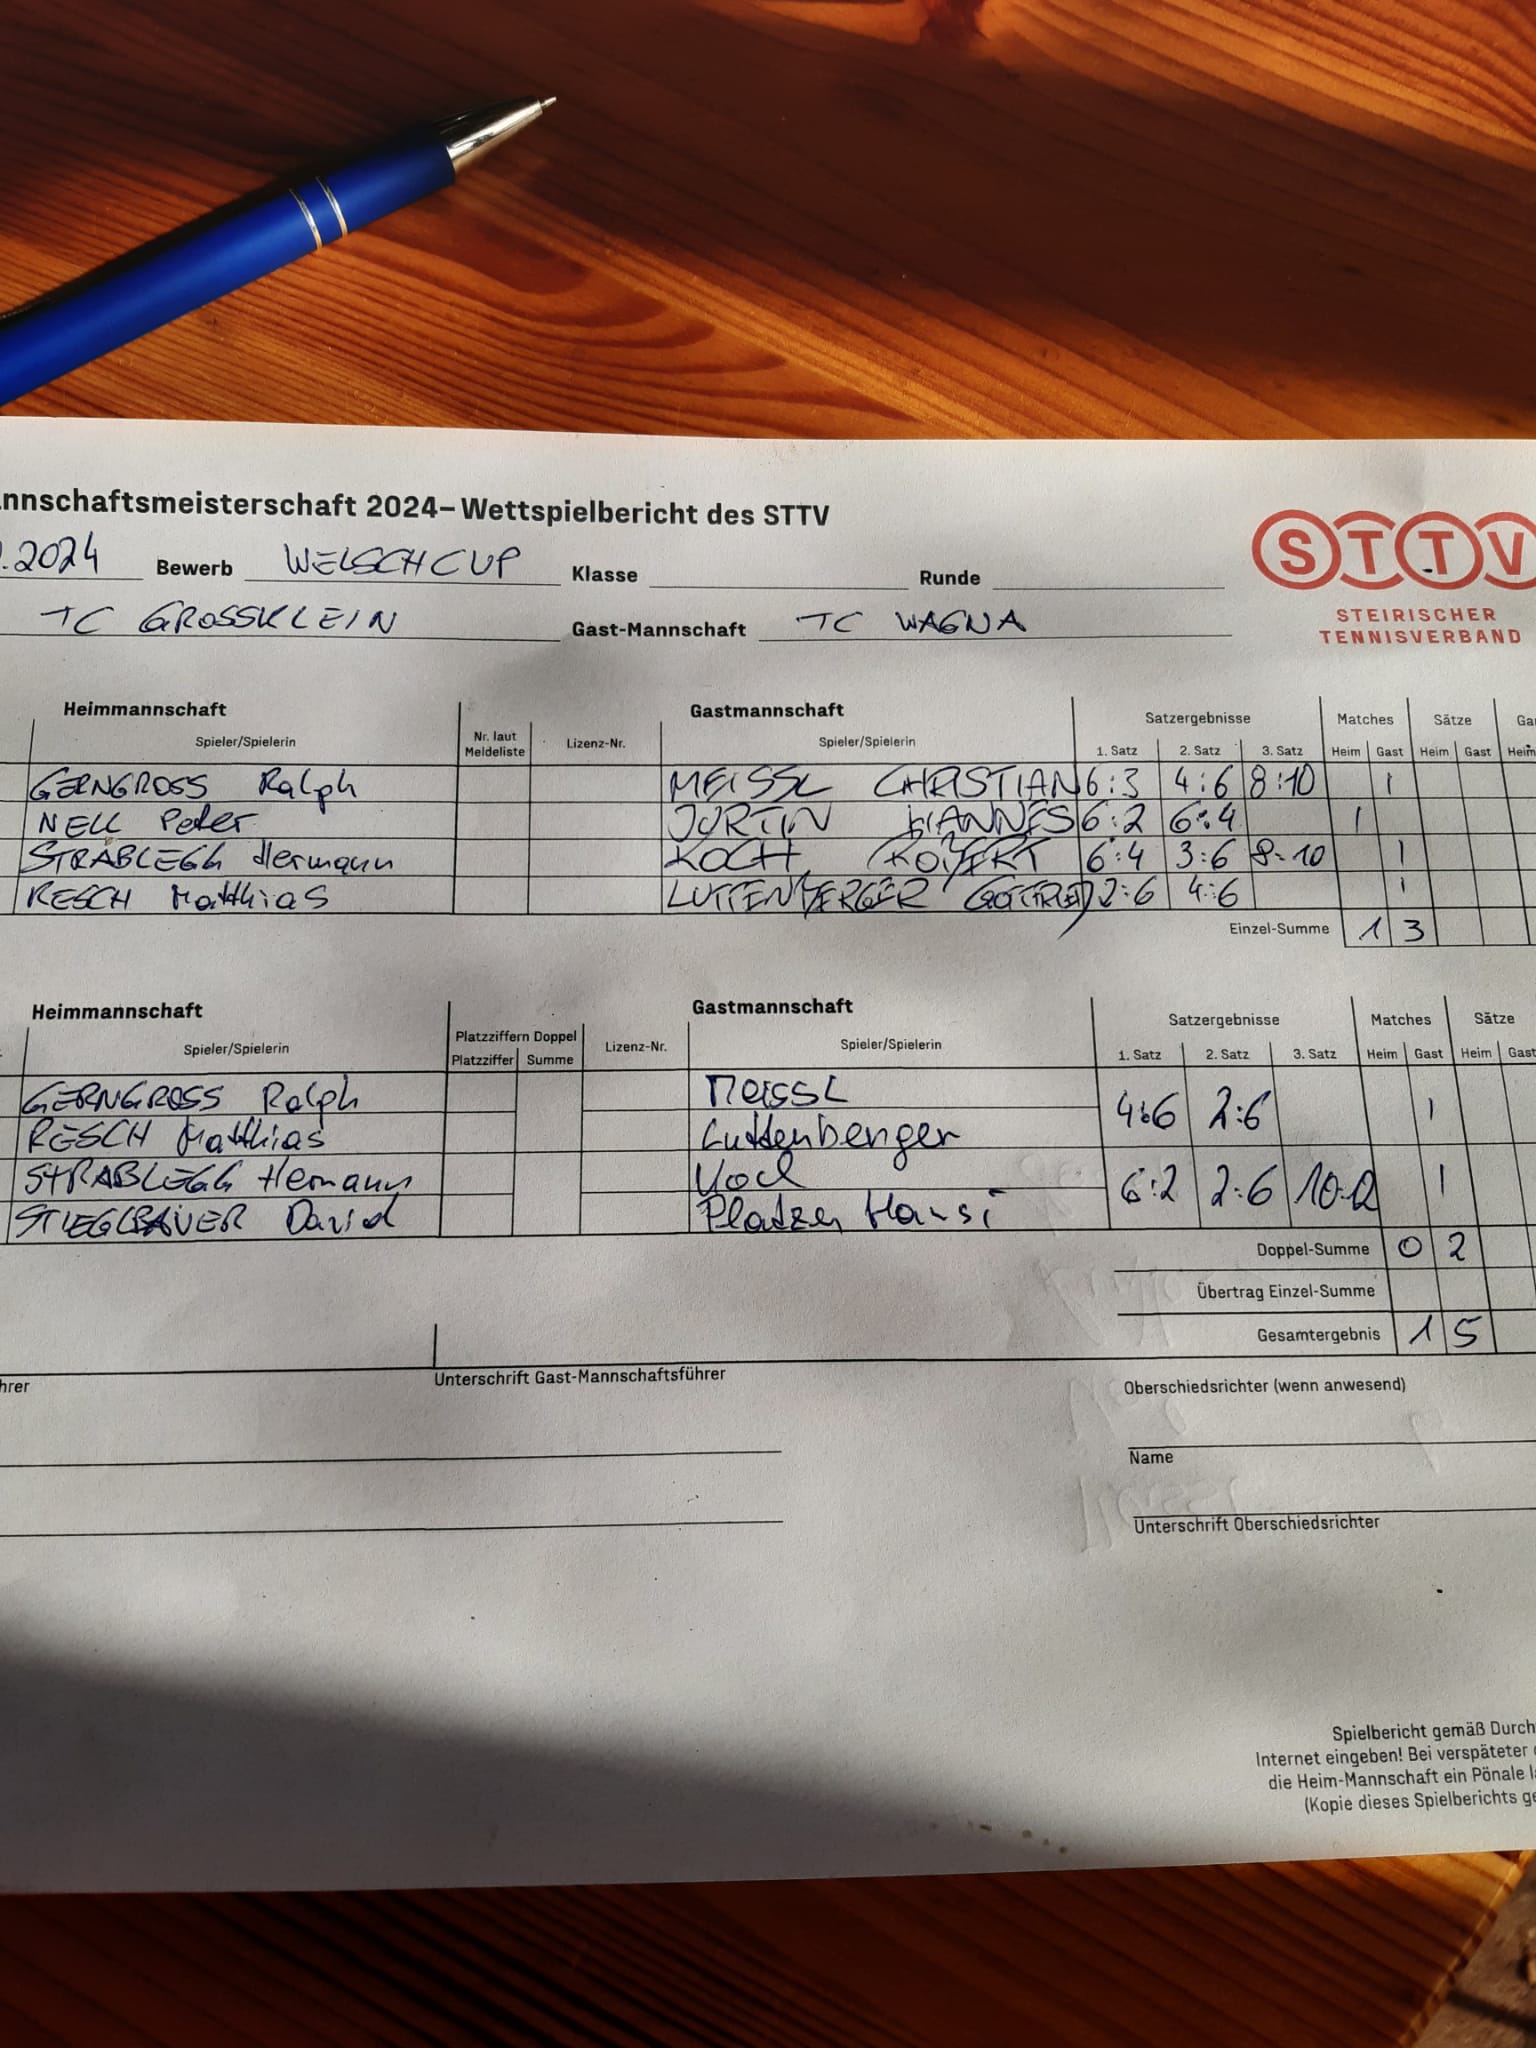 nnschaftsmeisterschaft 2024–Wettspielbericht des STTV
.2024 Bewerb WELSCHCUP Klasse Runde
TC GROSSKLEIN Gast-Mannschaft TC WAGNA
STTV
STEIRISCHER
TENNISVERBAND
Heimmannschaft Gastmannschaft Satzergebnisse Matches Sätze
Spieler/Spielerin Nr. laut Meldeliste Lizenz-Nr. Spieler/Spielerin 1. Satz 2. Satz 3. Satz Heim Gast Heim Gast Heim
GERNGROSS Ralph MEISSL CHRISTIAN 6:3 4:6 8:10 1
NELL Peter JURTIN HANNES 6:2 6:4 1
STRABLEGG Hermann KOCH 6:4 3:6 8-10 1
RESCH Matthias LUTTENBERGER 2:6 4:6 1
Einzel-Summe 1 3
Heimmannschaft Gastmannschaft Satzergebnisse Matches Sätze
Spieler/Spielerin Platzziffern Doppel Platzziffer Summe Lizenz-Nr. Spieler/Spielerin 1. Satz 2. Satz 3. Satz Heim Gast Heim Gast
GERNGROSS Ralph MEISSL
RESCH Matthias Luttenberger 4:6 2:6 1
STRABLEGG Hermann Koch
STIEGLBAUER David Platzer Hansi 6:2 2:6 1
Doppel-Summe 0 2
Übertrag Einzel-Summe
Gesamtergebnis 1 5
hrer Unterschrift Gast-Mannschaftsführer Oberschiedsrichter (wenn anwesend)
Name
Unterschrift Oberschiedsrichter
Spielbericht gemäß Durch
Internet eingeben! Bei verspäteter
die Heim-Mannschaft ein Pönale
(Kopie dieses Spielberichts